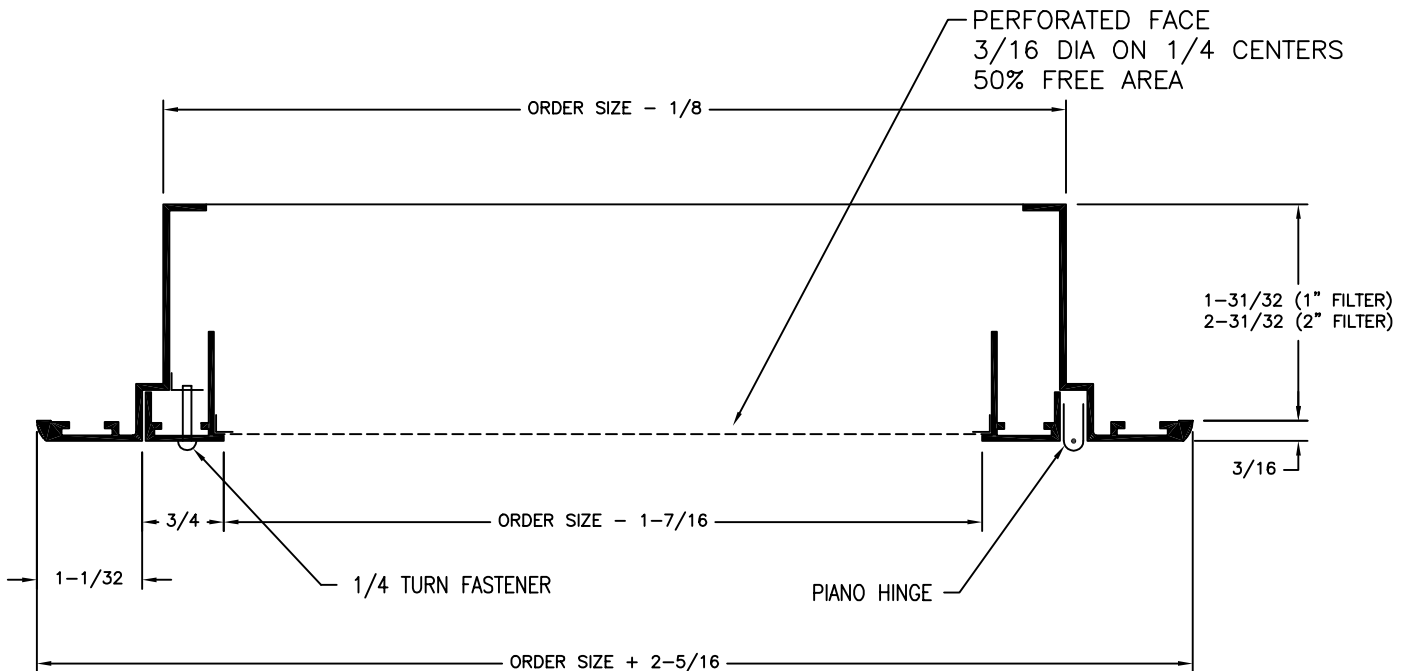 PERFORATED FACE
3/16 DIA ON 1/4 CENTERS
50% FREE AREA
ORDER SIZE - 1/8
1-31/32 (1" FILTER)
2-31/32 (2" FILTER)
3/16
3/4
ORDER SIZE - 1-7/16
1-1/32
1/4 TURN FASTENER
PIANO HINGE
ORDER SIZE + 2-5/16